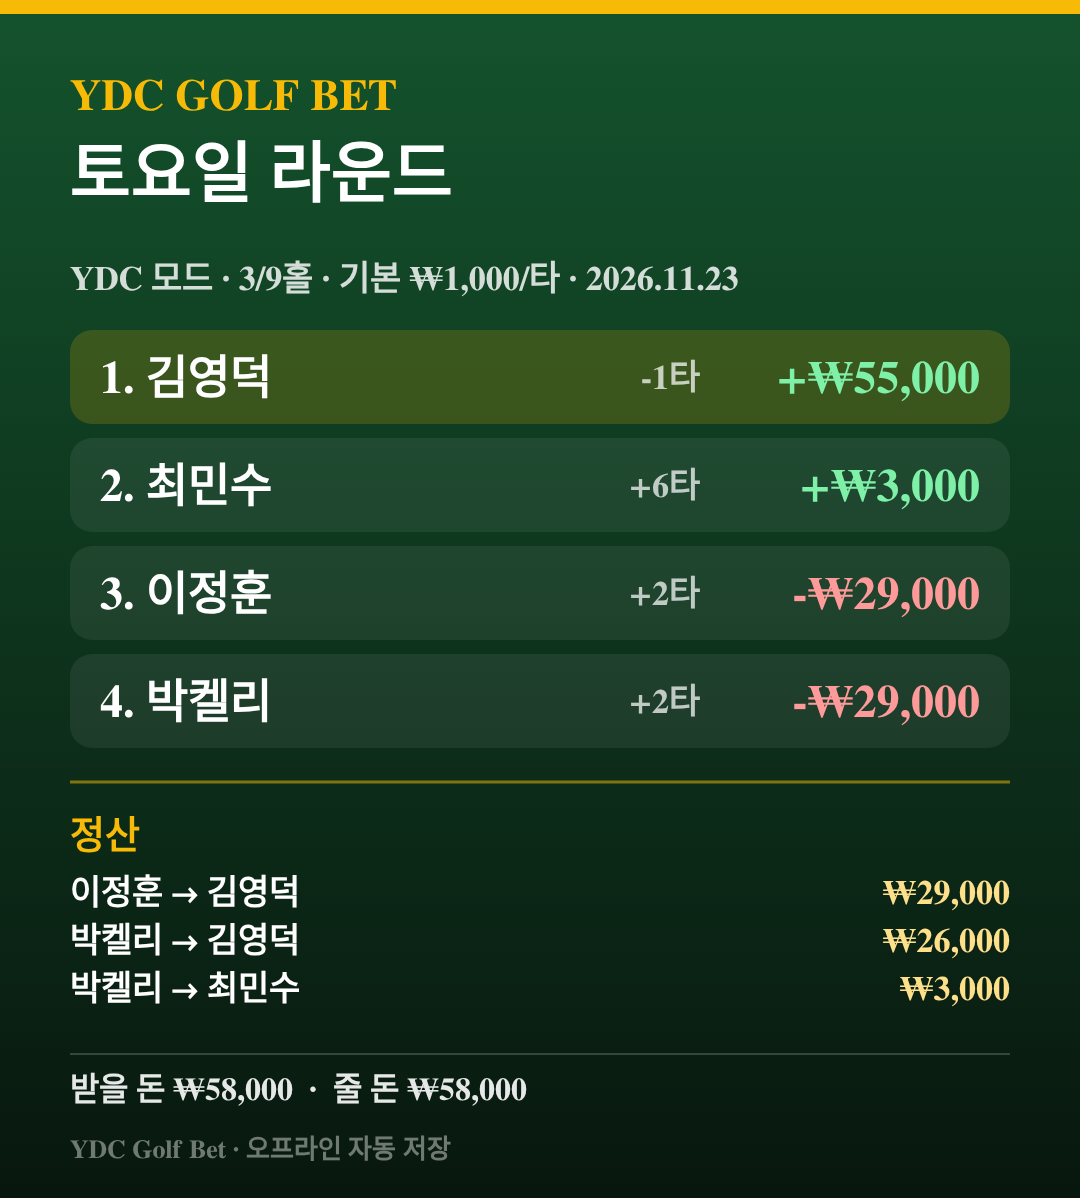 YDC GOLF BET
토요일 라운드
YDC 모드 · 3/9홀 · 기본 ₩1,000/타 · 2026.11.23
1. 김영덕 -1타 +₩55,000
2. 최민수 +6타 +₩3,000
3. 이정훈 +2타 -₩29,000
4. 박켈리 +2타 -₩29,000
정산
이정훈 → 김영덕 ₩29,000
박켈리 → 김영덕 ₩26,000
박켈리 → 최민수 ₩3,000
받을 돈 ₩58,000 · 줄 돈 ₩58,000
YDC Golf Bet · 오프라인 자동 저장